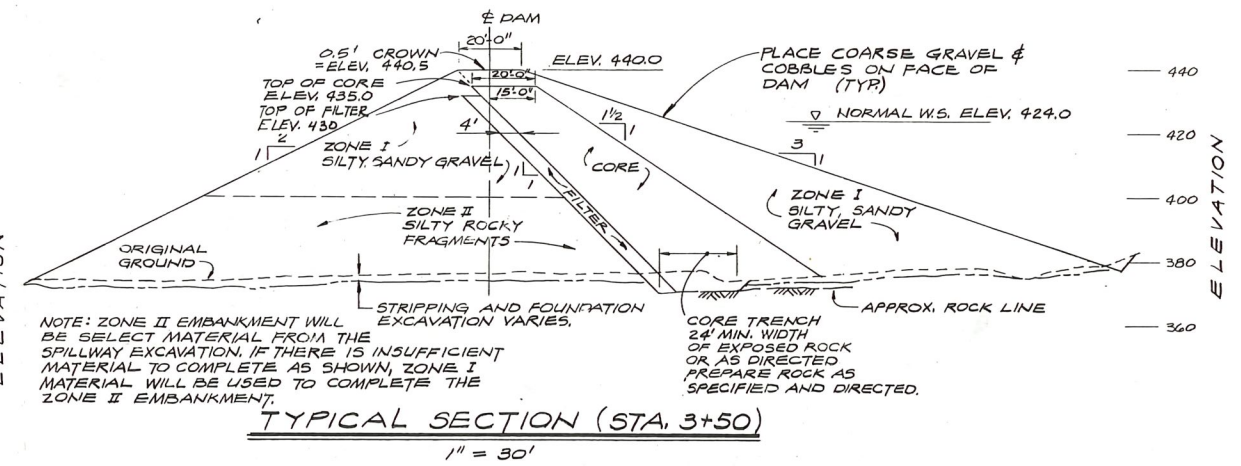 ℄ DAM
20'-0"
0.5' CROWN
= ELEV. 440.5
ELEV. 440.0
TOP OF CORE
ELEV. 435.0
TOP OF FILTER
ELEV. 430
20'-0"
15'-0"
4'
PLACE COARSE GRAVEL &
COBBLES ON FACE OF
DAM (TYP.)
NORMAL W.S. ELEV. 424.0
440
420
400
380
360
ELEVATION
ELEVATION
2
1
1 1/2
1
3
1
1
1
ZONE I
SILTY, SANDY GRAVEL
CORE
FILTER
ZONE I
SILTY, SANDY
GRAVEL
ZONE II
SILTY ROCKY
FRAGMENTS
ORIGINAL
GROUND
STRIPPING AND FOUNDATION
EXCAVATION VARIES.
APPROX. ROCK LINE
CORE TRENCH
24' MIN. WIDTH
OF EXPOSED ROCK
OR AS DIRECTED
PREPARE ROCK AS
SPECIFIED AND DIRECTED.
NOTE: ZONE II EMBANKMENT WILL
BE SELECT MATERIAL FROM THE
SPILLWAY EXCAVATION. IF THERE IS INSUFFICIENT
MATERIAL TO COMPLETE AS SHOWN, ZONE I
MATERIAL WILL BE USED TO COMPLETE THE
ZONE II EMBANKMENT.
TYPICAL SECTION (STA. 3+50)
1" = 30'